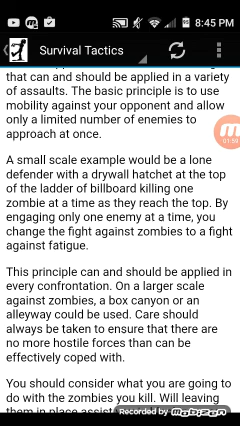 8:45 PM
Survival Tactics
that can and should be applied in a variety
of assaults. The basic principle is to use
mobility against your opponent and allow
only a limited number of enemies to
approach at once.
1:59
A small scale example would be a lone
defender with a drywall hatchet at the top
of the ladder of billboard killing one
zombie at a time as they reach the top. By
engaging only one enemy at a time, you
change the fight against zombies to a fight
against fatigue.
This principle can and should be applied in
every confrontation. On a larger scale
against zombies, a box canyon or an
alleyway could be used. Care should
always be taken to ensure that there are
no more hostile forces than can be
effectively coped with.
You should consider what you are going to
do with the zombies you kill. Will leaving
them in place assist
Recorded by mobizen